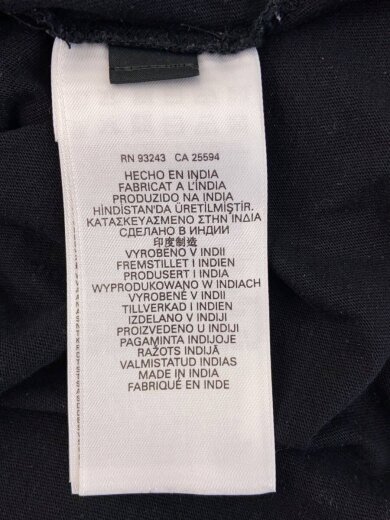 RN 93243 CA 25594
HECHO EN INDIA
FABRICAT A L'ÍNDIA
PRODUZIDO NA INDIA
HİNDİSTAN'DA ÜRETİLMİŞTİR.
ΚΑΤΑΣΚΕΥΑΣΜΕΝΟ ΣΤΗΝ ΙΝΔΙΑ
СДЕЛАНО В ИНДИИ
印度制造
VYROBENO V INDII
FREMSTILLET I INDIEN
PRODUSERT I INDIA
WYPRODUKOWANO W INDIACH
VYROBENÉ V INDII
TILLVERKAD I INDIEN
IZDELANO V INDIJI
PROIZVEDENO U INDIJI
PAGAMINTA INDIJOJE
RAŽOTS INDIJĀ
VALMISTATUD INDIAS
MADE IN INDIA
FABRIQUÉ EN INDE